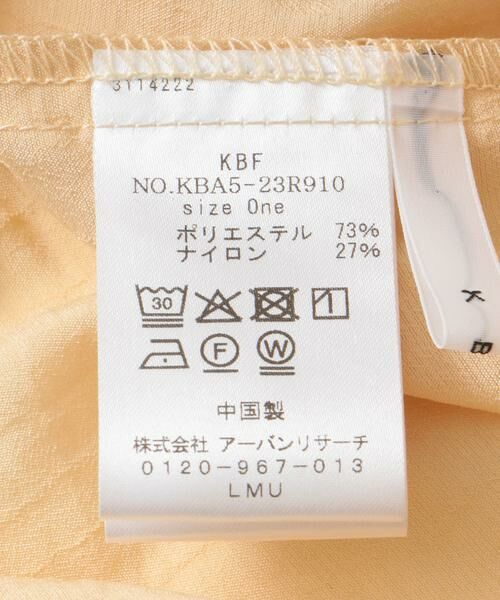 3114222
KBF
NO.KBA5-23R910
size One
ポリエステル 73%
ナイロン 27%
30
F W
中国製
株式会社 アーバンリサーチ
0120-967-013
LMU
K B